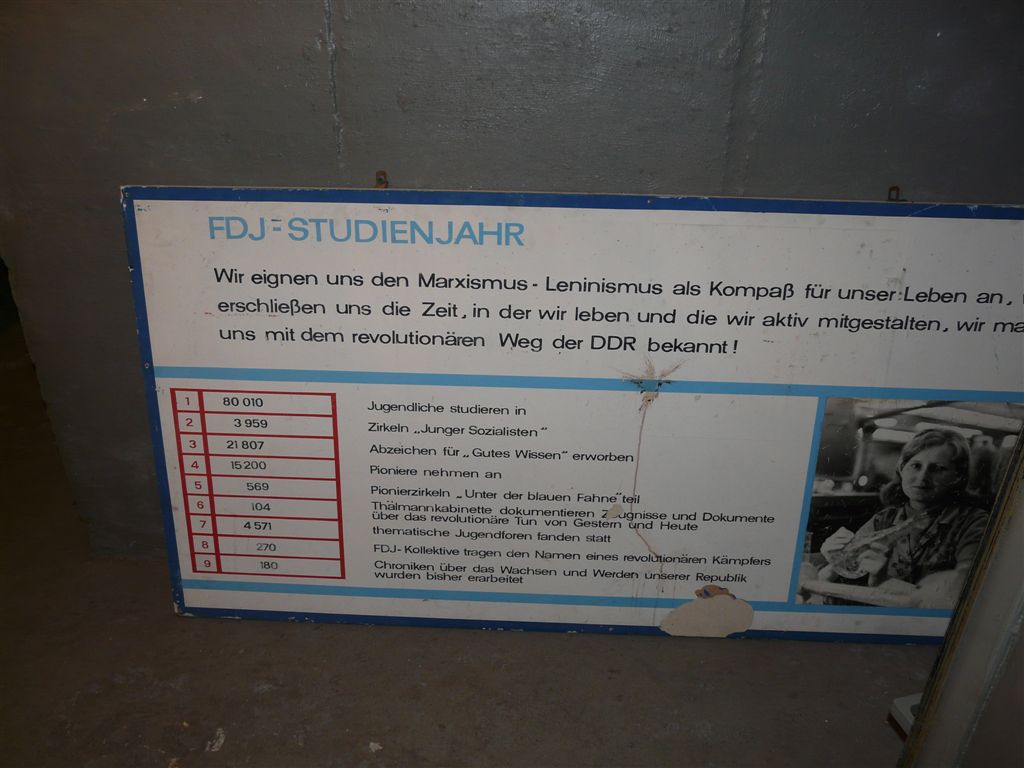 FDJ-STUDIENJAHR
Wir eignen uns den Marxismus - Leninismus als Kompaß für unser Leben an,
erschließen uns die Zeit, in der wir leben und die wir aktiv mitgestalten, wir
uns mit dem revolutionären Weg der DDR bekannt!
1 80 010 Jugendliche studieren in
2 3 959 Zirkeln „Junger Sozialisten"
3 21 807 Abzeichen für „Gutes Wissen" erworben
4 15 200 Pioniere nehmen an
5 569 Pionierzirkeln „Unter der blauen Fahne" teil
6 104 Thälmannkabinette dokumentieren Zeugnisse und Dokumente
über das revolutionäre Tun von Gestern und Heute
7 4 571 thematische Jugendforen fanden statt
8 270 FDJ-Kollektive tragen den Namen eines revolutionären Kämpfers
9 180 Chroniken über das Wachsen und Werden unserer Republik
wurden bisher erarbeitet